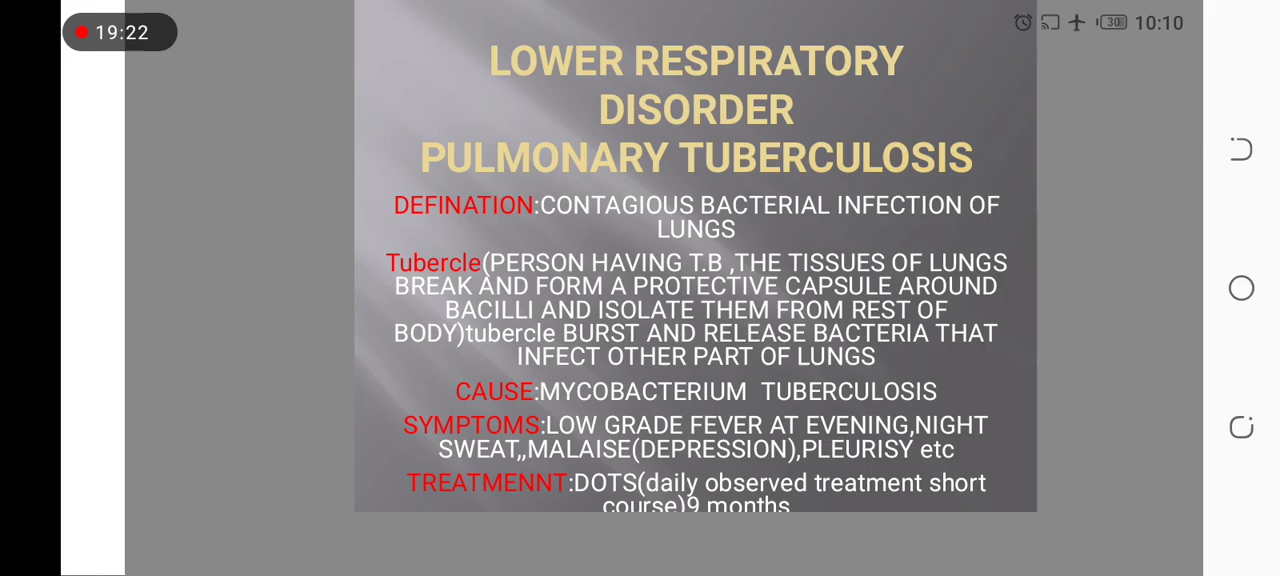 19:22
30 10:10
LOWER RESPIRATORY
DISORDER
PULMONARY TUBERCULOSIS
DEFINATION:CONTAGIOUS BACTERIAL INFECTION OF
LUNGS
Tubercle(PERSON HAVING T.B ,THE TISSUES OF LUNGS
BREAK AND FORM A PROTECTIVE CAPSULE AROUND
BACILLI AND ISOLATE THEM FROM REST OF
BODY)tubercle BURST AND RELEASE BACTERIA THAT
INFECT OTHER PART OF LUNGS
CAUSE:MYCOBACTERIUM TUBERCULOSIS
SYMPTOMS:LOW GRADE FEVER AT EVENING,NIGHT
SWEAT,,MALAISE(DEPRESSION),PLEURISY etc
TREATMENNT:DOTS(daily observed treatment short
course)9 months